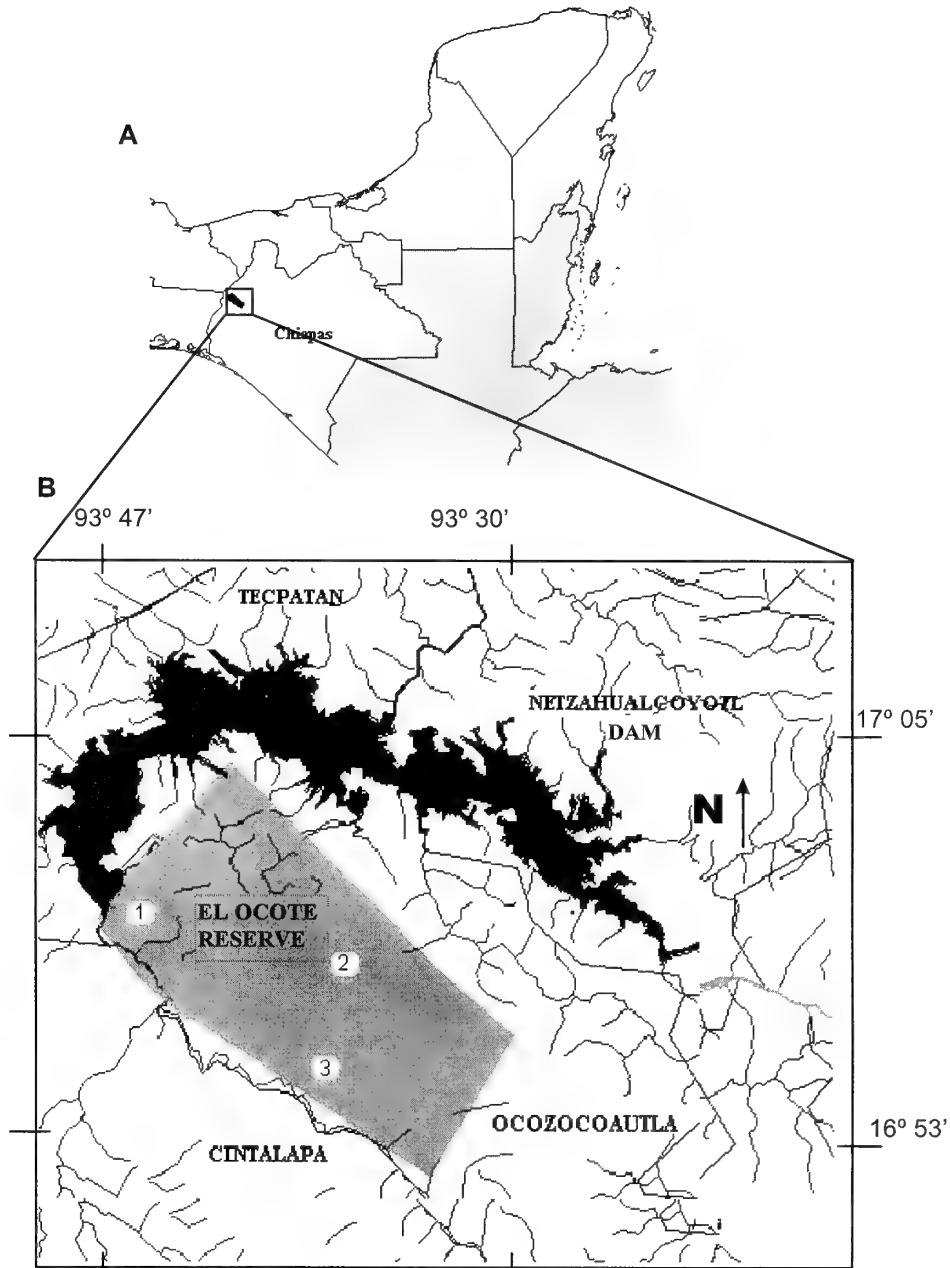 A
Chiapas
B
93º 47’
93º 30’
TECPATAN
NETZAHUALCOYOTL
DAM
17º 05’
N
1
EL OCOTE
RESERVE
2
3
OCOZOCOAUTLA
16º 53’
CINTALAPA